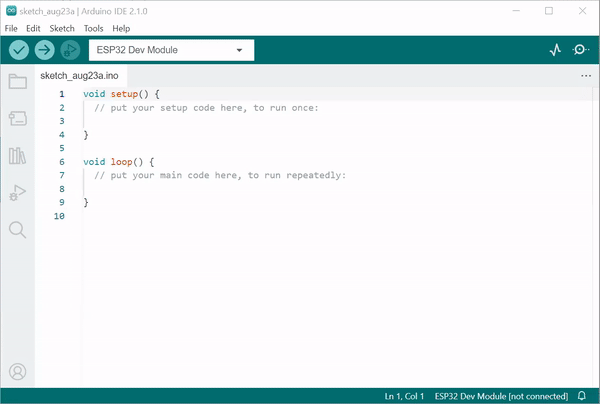 sketch_aug23a | Arduino IDE 2.1.0
File Edit Sketch Tools Help
ESP32 Dev Module
sketch_aug23a.ino
1 void setup() {
2 // put your setup code here, to run once:
3
4 }
5
6 void loop() {
7 // put your main code here, to run repeatedly:
8
9 }
10
Ln 1, Col 1 ESP32 Dev Module [not connected]